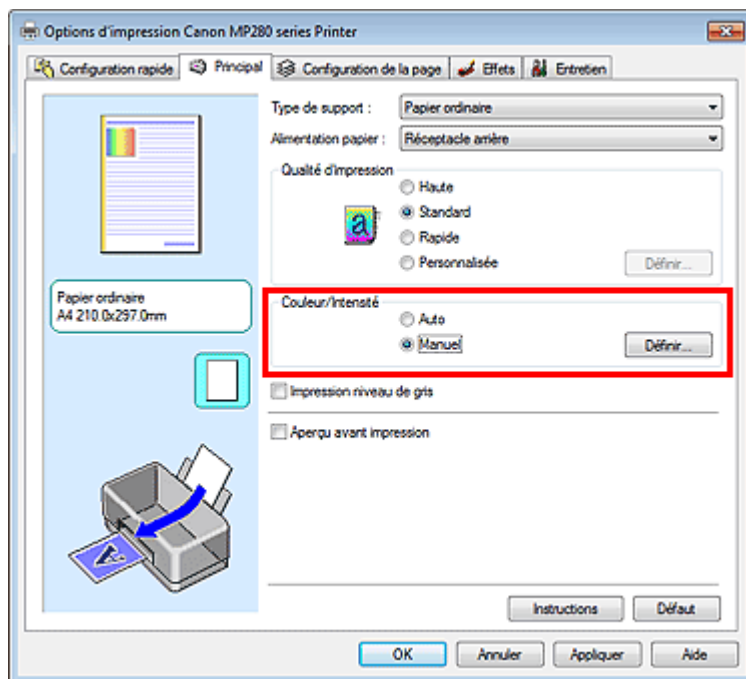 Options d'impression Canon MP280 series Printer
Configuration rapide Principal Configuration de la page Effets Entretien
Type de support : Papier ordinaire
Alimentation papier : Réceptacle arrière
Qualité d'impression
Haute
a Standard
Rapide
Personnalisée Définir...
Papier ordinaire
A4 210.0x297.0mm
Couleur/Intensité
Auto
Manuel Définir...
Impression niveau de gris
Aperçu avant impression
A
Instructions Défaut
OK Annuler Appliquer Aide